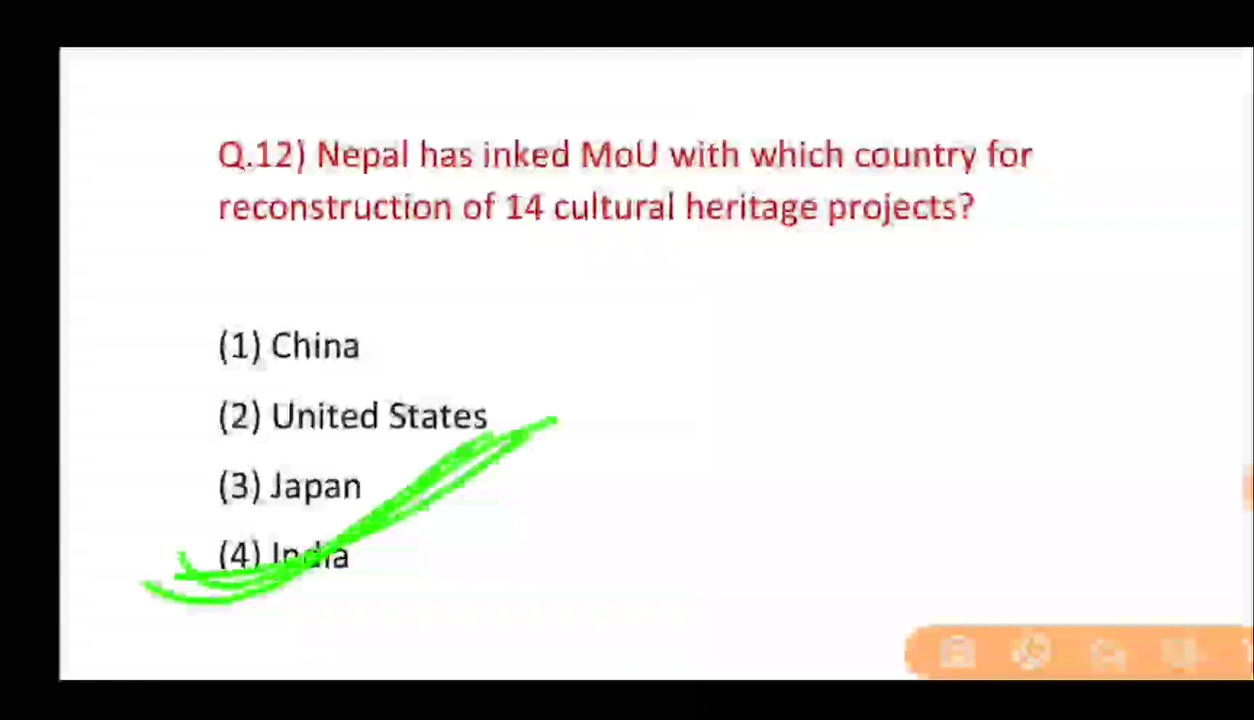 Q.12) Nepal has inked MoU with which country for
reconstruction of 14 cultural heritage projects?
(1) China
(2) United States
(3) Japan
(4) India